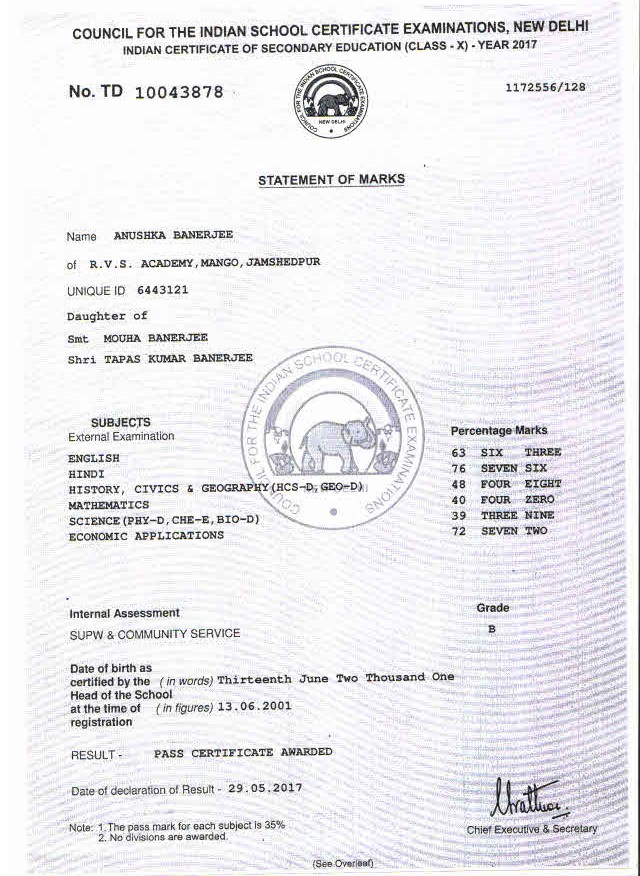 COUNCIL FOR THE INDIAN SCHOOL CERTIFICATE EXAMINATIONS, NEW DELHI
INDIAN CERTIFICATE OF SECONDARY EDUCATION (CLASS - X) - YEAR 2017
No. TD 10043878
1172556/128
COUNCIL FOR THE INDIAN SCHOOL CERTIFICATE EXAMINATIONS
NEW DELHI
STATEMENT OF MARKS
Name ANUSHKA BANERJEE
of R.V.S. ACADEMY,MANGO,JAMSHEDPUR
UNIQUE ID 6443121
Daughter of
Smt MOUHA BANERJEE
Shri TAPAS KUMAR BANERJEE
COUNCIL FOR THE INDIAN SCHOOL CERTIFICATE EXAMINATIONS
SUBJECTS
External Examination
Percentage Marks
ENGLISH 63 SIX THREE
HINDI 76 SEVEN SIX
HISTORY, CIVICS & GEOGRAPHY(HCS-D,GEO-D) 48 FOUR EIGHT
MATHEMATICS 40 FOUR ZERO
SCIENCE(PHY-D,CHE-E,BIO-D) 39 THREE NINE
ECONOMIC APPLICATIONS 72 SEVEN TWO
Internal Assessment Grade
SUPW & COMMUNITY SERVICE B
Date of birth as
certified by the (in words) Thirteenth June Two Thousand One
Head of the School
at the time of (in figures) 13.06.2001
registration
RESULT - PASS CERTIFICATE AWARDED
Date of declaration of Result - 29.05.2017
Note: 1. The pass mark for each subject is 35%
2. No divisions are awarded.
Chief Executive & Secretary
(See Overleaf)